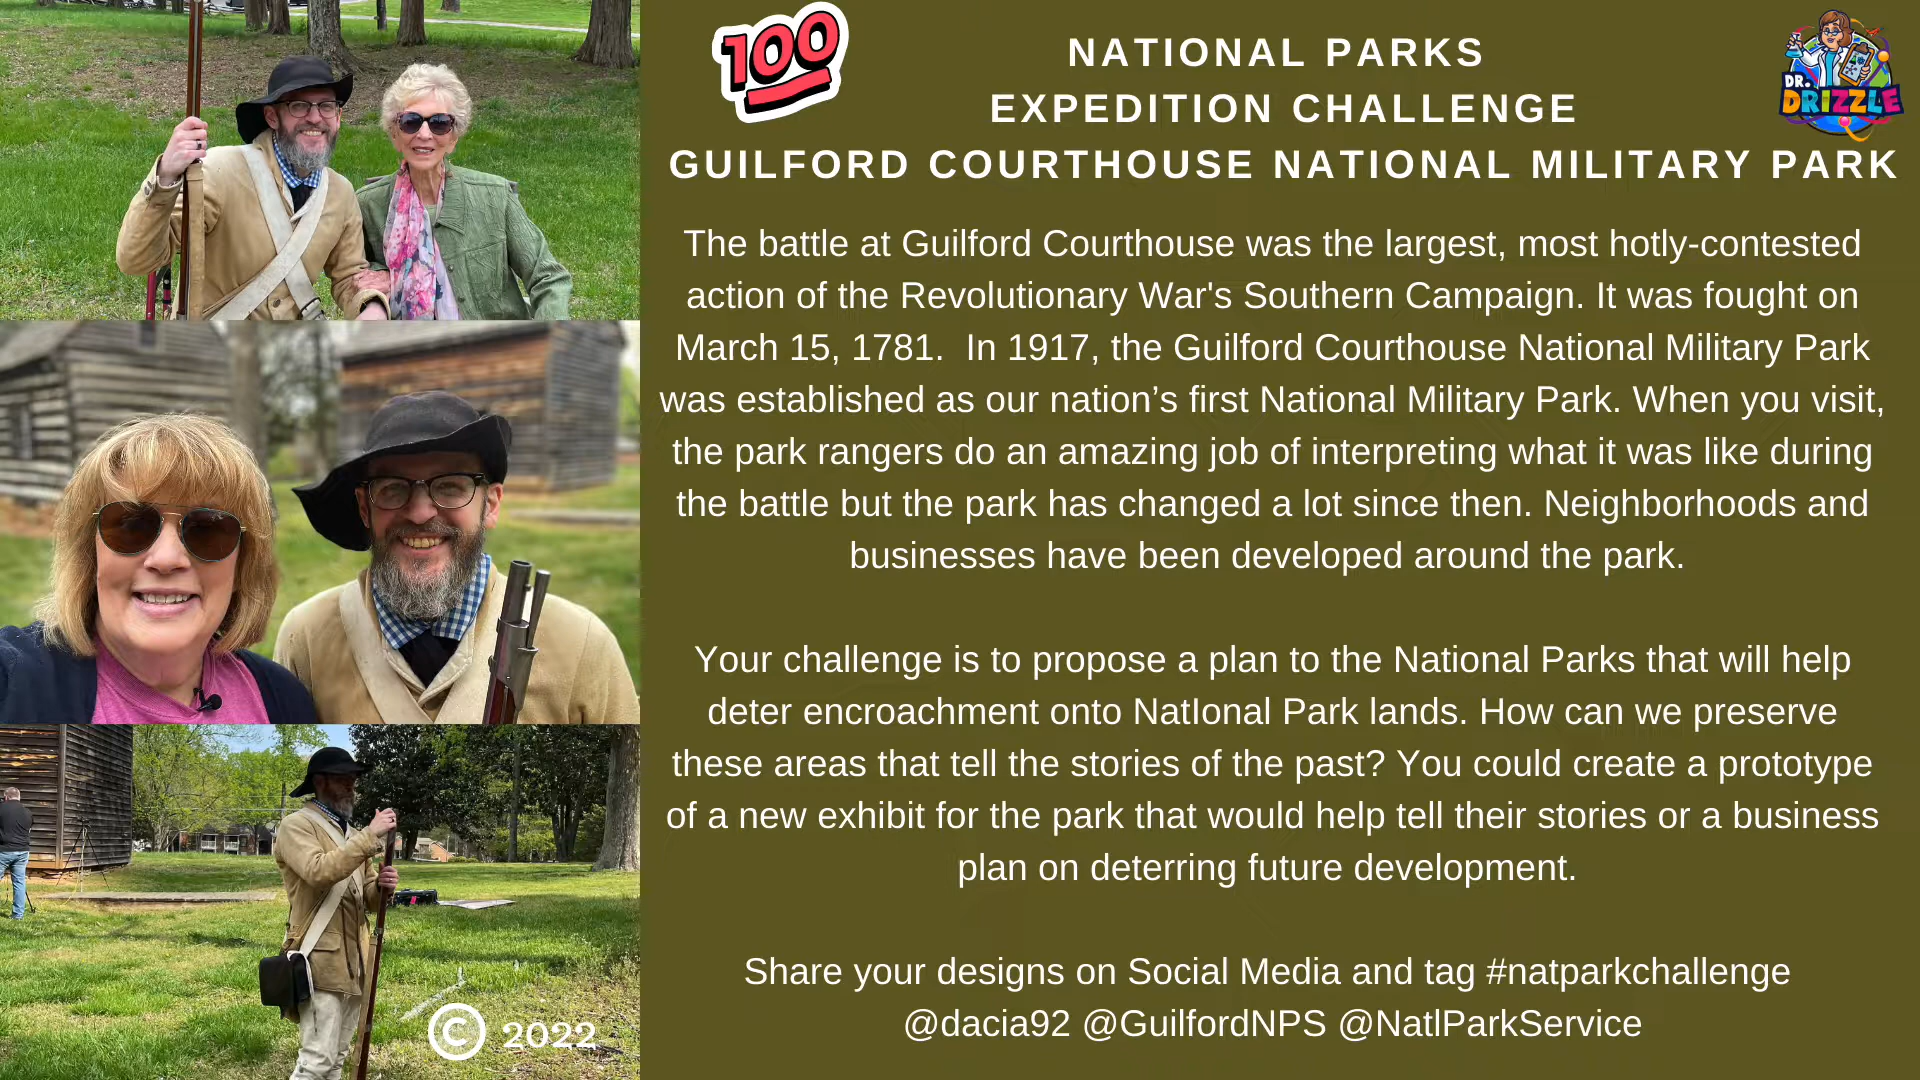 100
NATIONAL PARKS
EXPEDITION CHALLENGE
GUILFORD COURTHOUSE NATIONAL MILITARY PARK
DR.
DRIZZLE
The battle at Guilford Courthouse was the largest, most hotly-contested
action of the Revolutionary War's Southern Campaign. It was fought on
March 15, 1781.  In 1917, the Guilford Courthouse National Military Park
was established as our nation’s first National Military Park. When you visit,
the park rangers do an amazing job of interpreting what it was like during
the battle but the park has changed a lot since then. Neighborhoods and
businesses have been developed around the park.
Your challenge is to propose a plan to the National Parks that will help
deter encroachment onto NatIonal Park lands. How can we preserve
these areas that tell the stories of the past? You could create a prototype
of a new exhibit for the park that would help tell their stories or a business
plan on deterring future development.
Share your designs on Social Media and tag #natparkchallenge
@dacia92 @GuilfordNPS @NatlParkService
© 2022